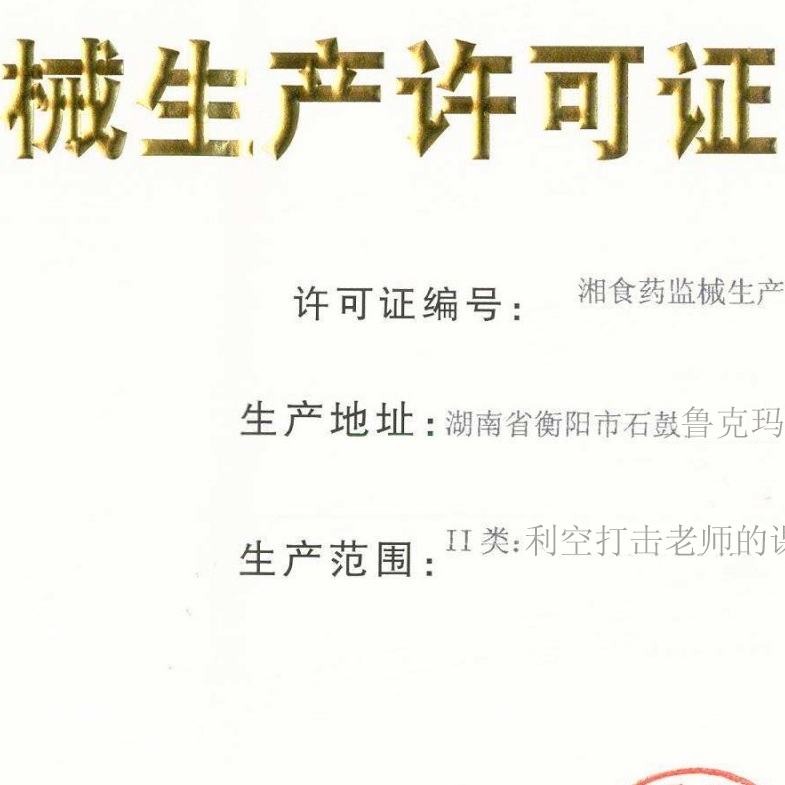 械生产许可证
许可证编号： 湘食药监械生产
生产地址：湖南省衡阳市石鼓鲁克玛
生产范围：II 类:利空打击老师的课